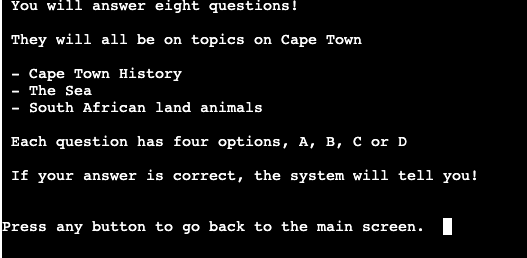 You will answer eight questions!
They will all be on topics on Cape Town
- Cape Town History
- The Sea
- South African land animals
Each question has four options, A, B, C or D
If your answer is correct, the system will tell you!
Press any button to go back to the main screen.